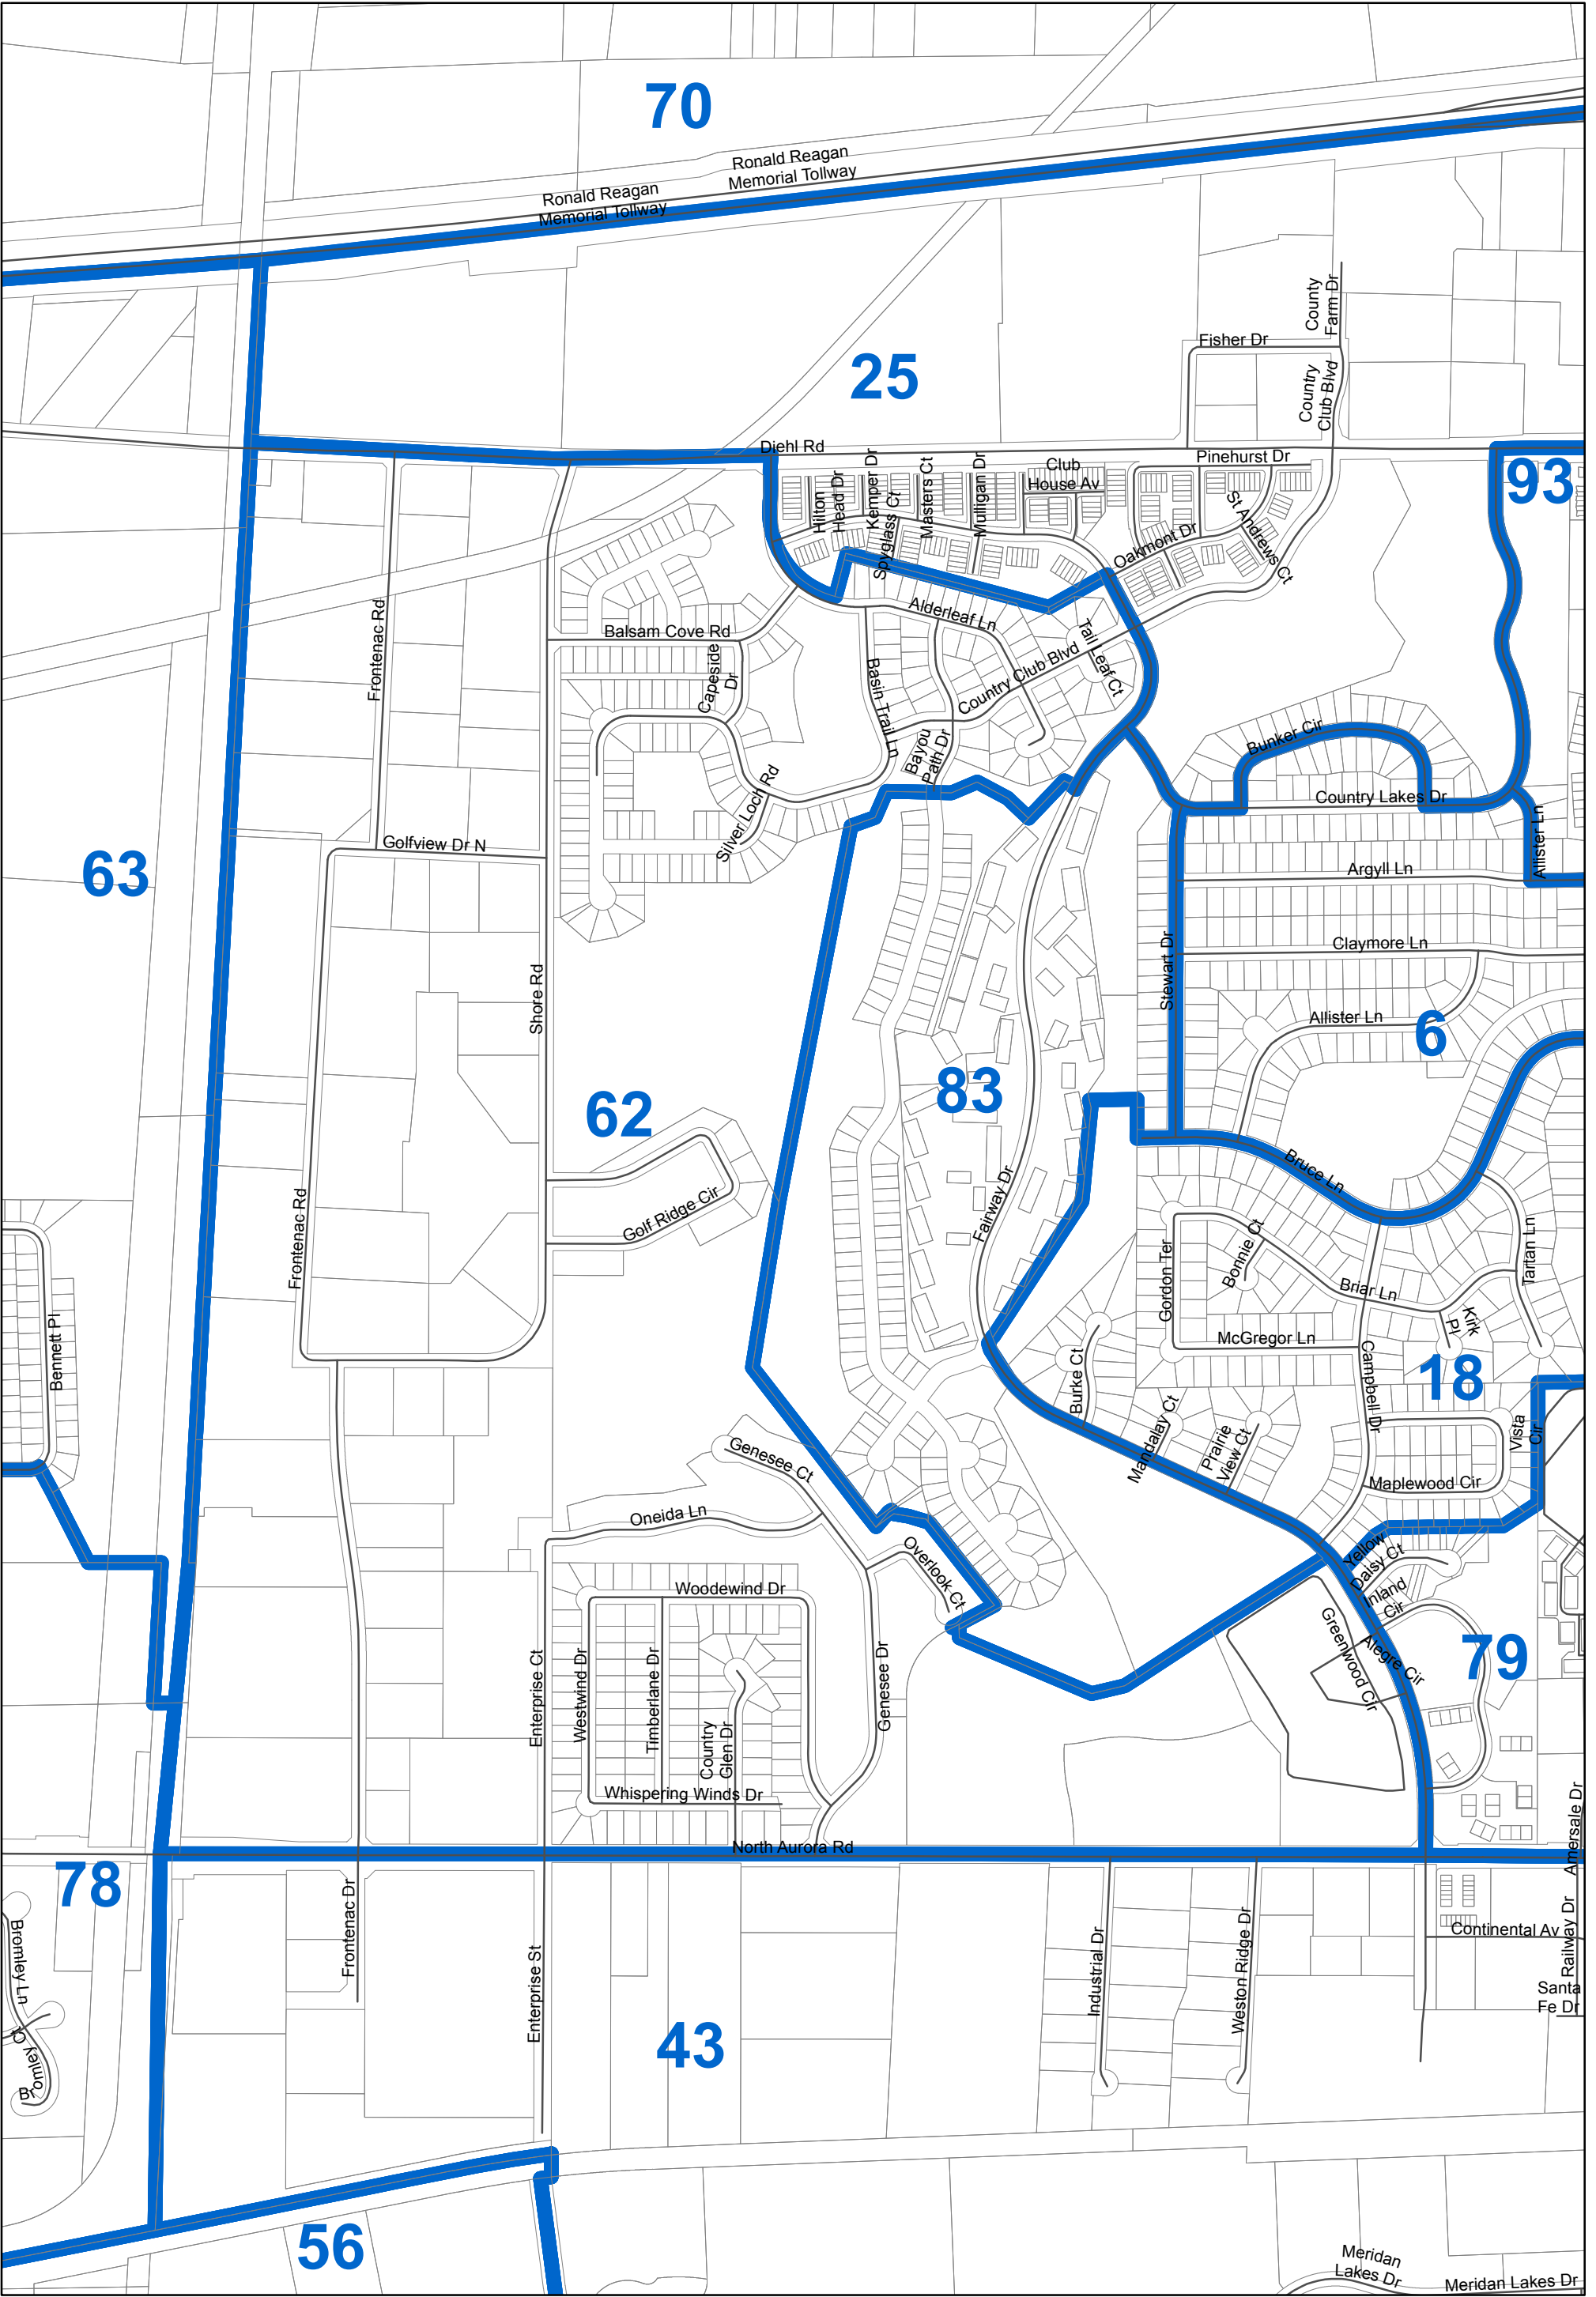 70
Ronald Reagan
Memorial Tollway
Ronald Reagan
Memorial Tollway
County
Farm Dr
Fisher Dr
25
Country
Club Blvd
Diehl Rd
Pinehurst Dr
Club
House Av
93
Hilton
Head Dr
Kemper Dr
Spyglass Ct
Masters Ct
Mulligan Dr
St Andrews Ct
Oakmont Dr
Frontenac Rd
Balsam Cove Rd
Capeside
Dr
Alderleaf Ln
Tail Leaf Ct
Country Club Blvd
Basin Trail Ln
Bayou
Path Dr
Bunker Cir
Country Lakes Dr
Silver Loch Rd
Golfview Dr N
63
Allister Ln
Argyll Ln
Claymore Ln
Stewart Dr
Shore Rd
Allister Ln
6
62
83
Bruce Ln
Frontenac Rd
Golf Ridge Cir
Fairway Dr
Gordon Ter
Bonnie Ct
Tartan Ln
Briar Ln
Kirk
Pl
McGregor Ln
Bennett Pl
Burke Ct
Campbell Dr
18
Mandalay Ct
Prairie
View Ct
Vista
Cir
Maplewood Cir
Genesee Ct
Oneida Ln
Overlook Ct
Yellow
Daisy Ct
Inland
Cir
Woodewind Dr
Greenwood Cir
Alegre Cir
79
Enterprise Ct
Westwind Dr
Timberlane Dr
Country
Glen Dr
Genesee Dr
Whispering Winds Dr
North Aurora Rd
Amersale Dr
78
Frontenac Dr
Bromley Ln
Bromley Ct
Enterprise St
Industrial Dr
Weston Ridge Dr
Continental Av
Railway Dr
Santa
Fe Dr
43
56
Meridan
Lakes Dr
Meridan Lakes Dr